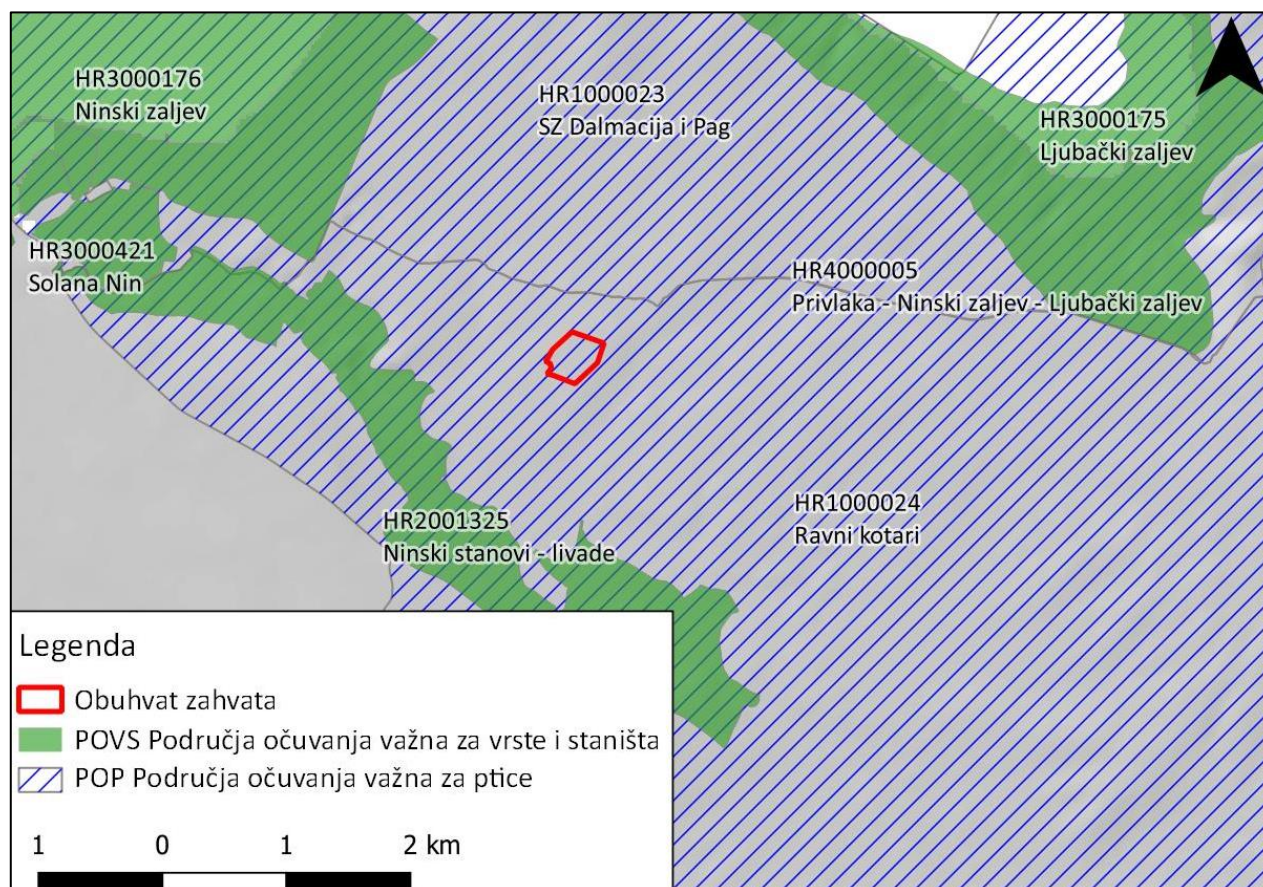 HR3000176
Ninski zaljev
HR1000023
SZ Dalmacija i Pag
HR3000175
Ljubački zaljev
HR3000421
Solana Nin
HR4000005
Privlaka - Ninski zaljev - Ljubački zaljev
HR2001325
Ninski stanovi - livade
HR1000024
Ravni kotari
Legenda
Obuhvat zahvata
POVS Područja očuvanja važna za vrste i staništa
POP Područja očuvanja važna za ptice
1 0 1 2 km